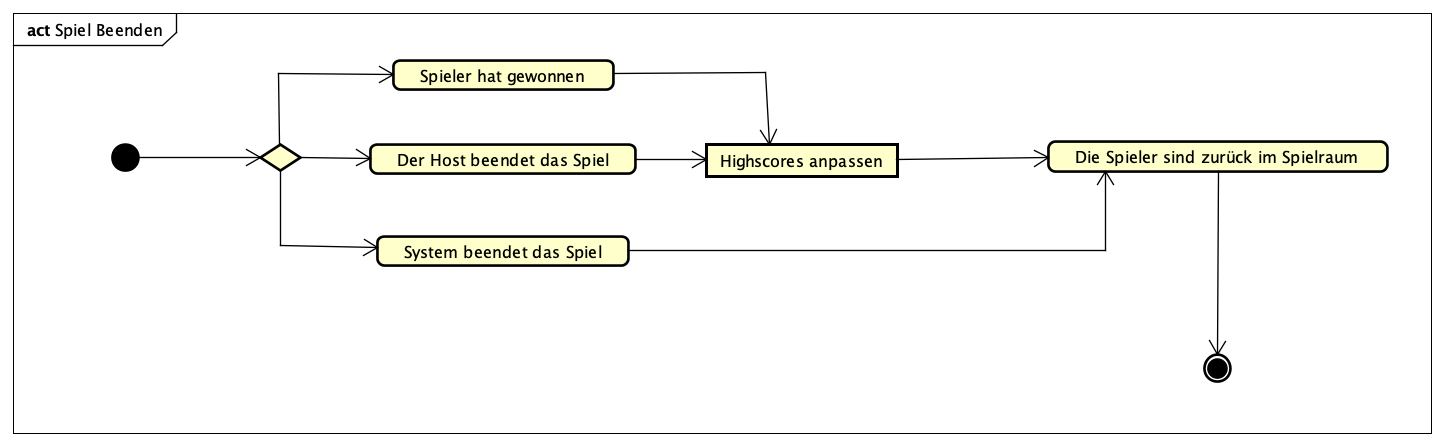 act Spiel Beenden
Spieler hat gewonnen
Der Host beendet das Spiel
Highscores anpassen
Die Spieler sind zurück im Spielraum
System beendet das Spiel